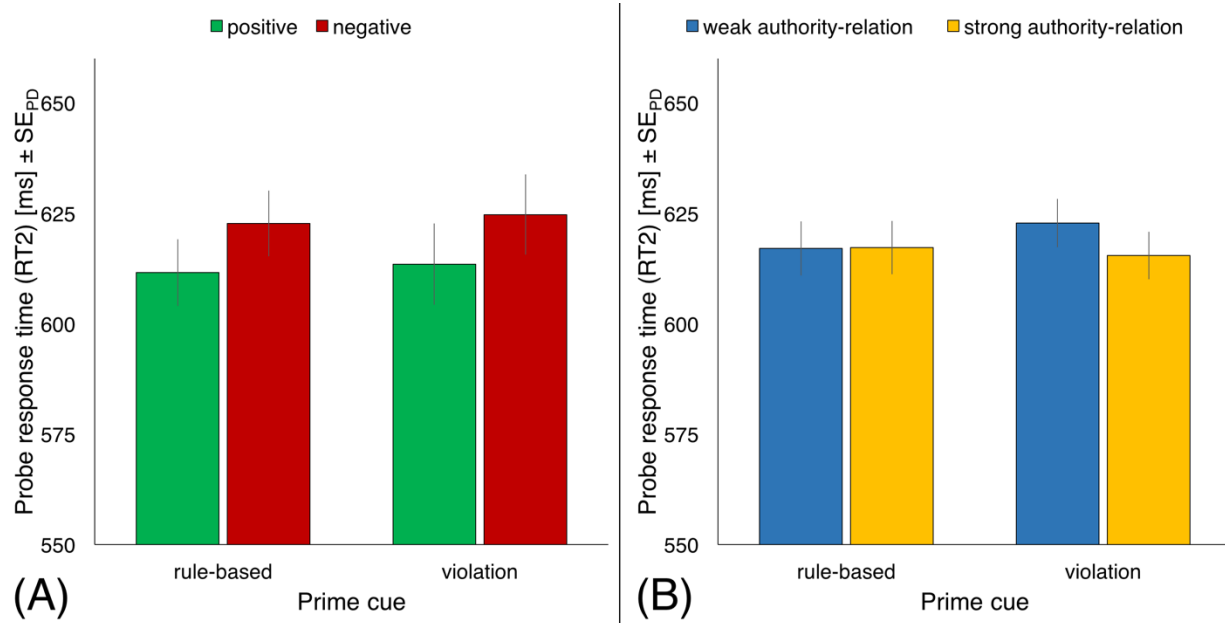 positive negative
Probe response time (RT2) [ms] ± SEPD
650
625
600
575
550
rule-based violation
Prime cue
(A)
weak authority-relation strong authority-relation
Probe response time (RT2) [ms] ± SEPD
650
625
600
575
550
rule-based violation
Prime cue
(B)